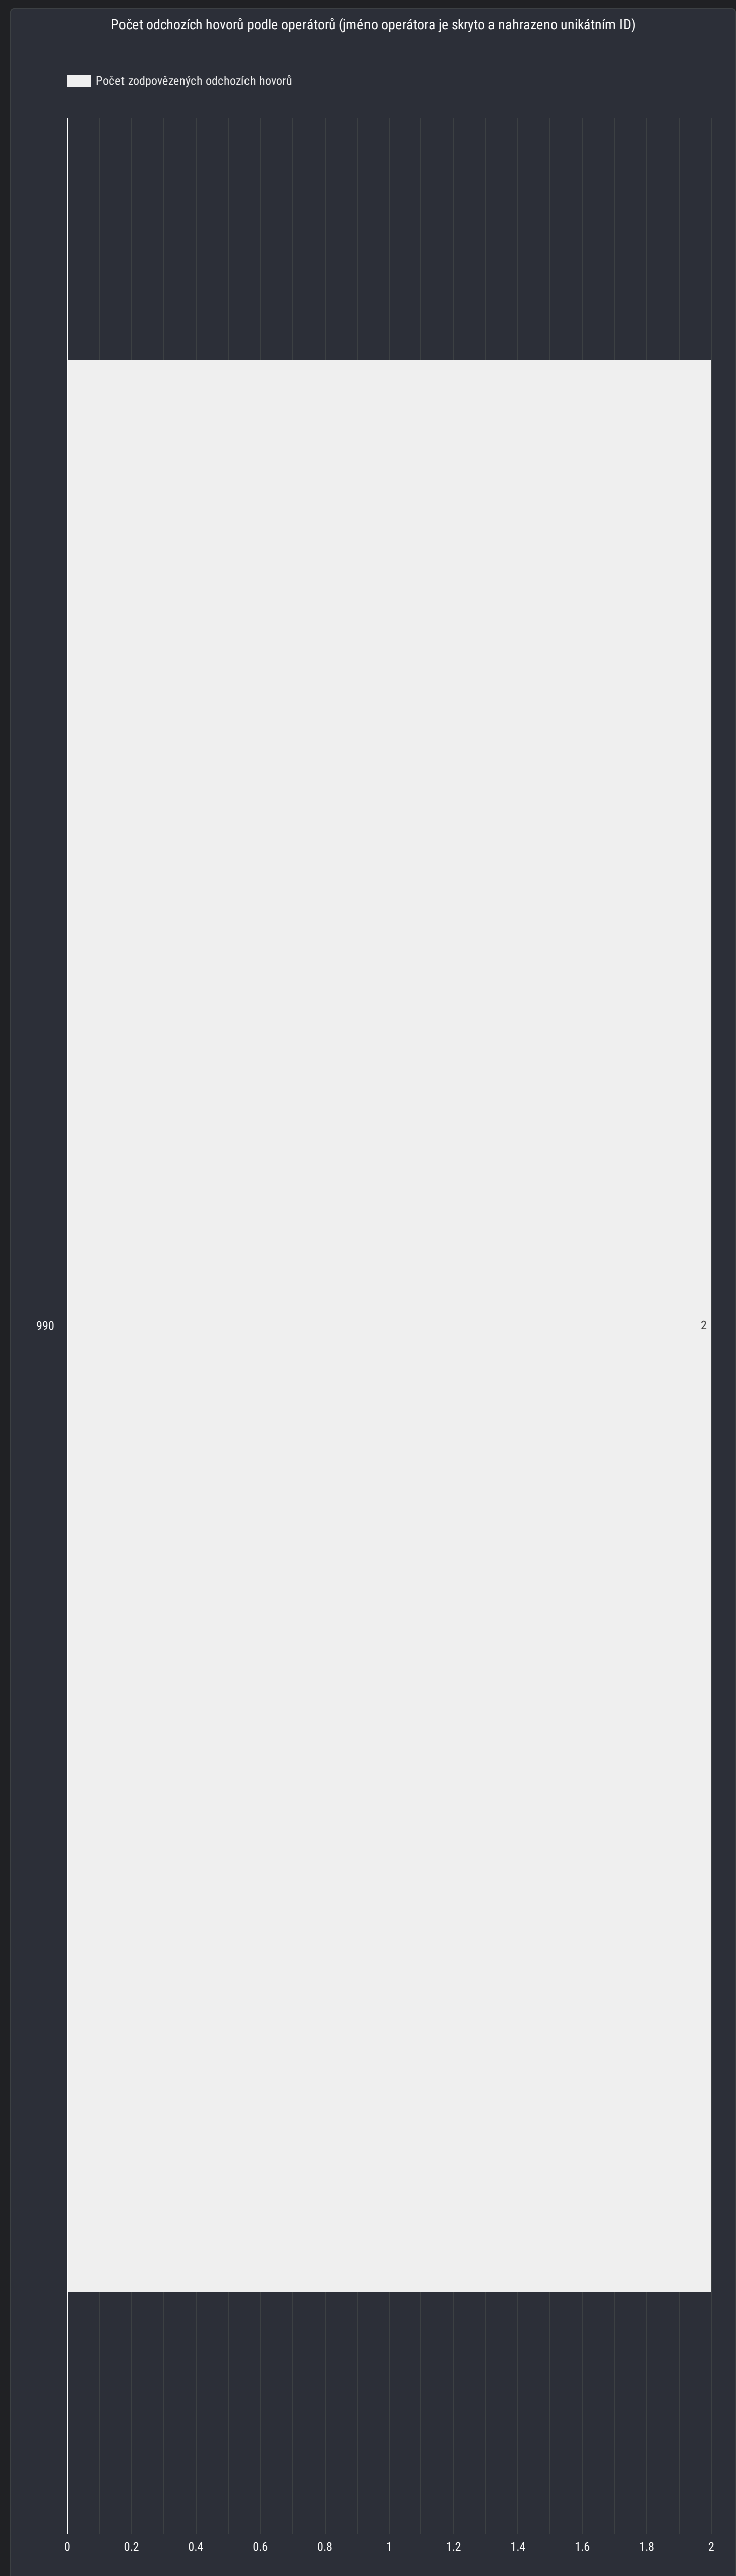 Počet odchozích hovorů podle operátorů (jméno operátora je skryto a nahrazeno unikátním ID)
Počet zodpovězených odchozích hovorů
990
2
0 0.2 0.4 0.6 0.8 1 1.2 1.4 1.6 1.8 2